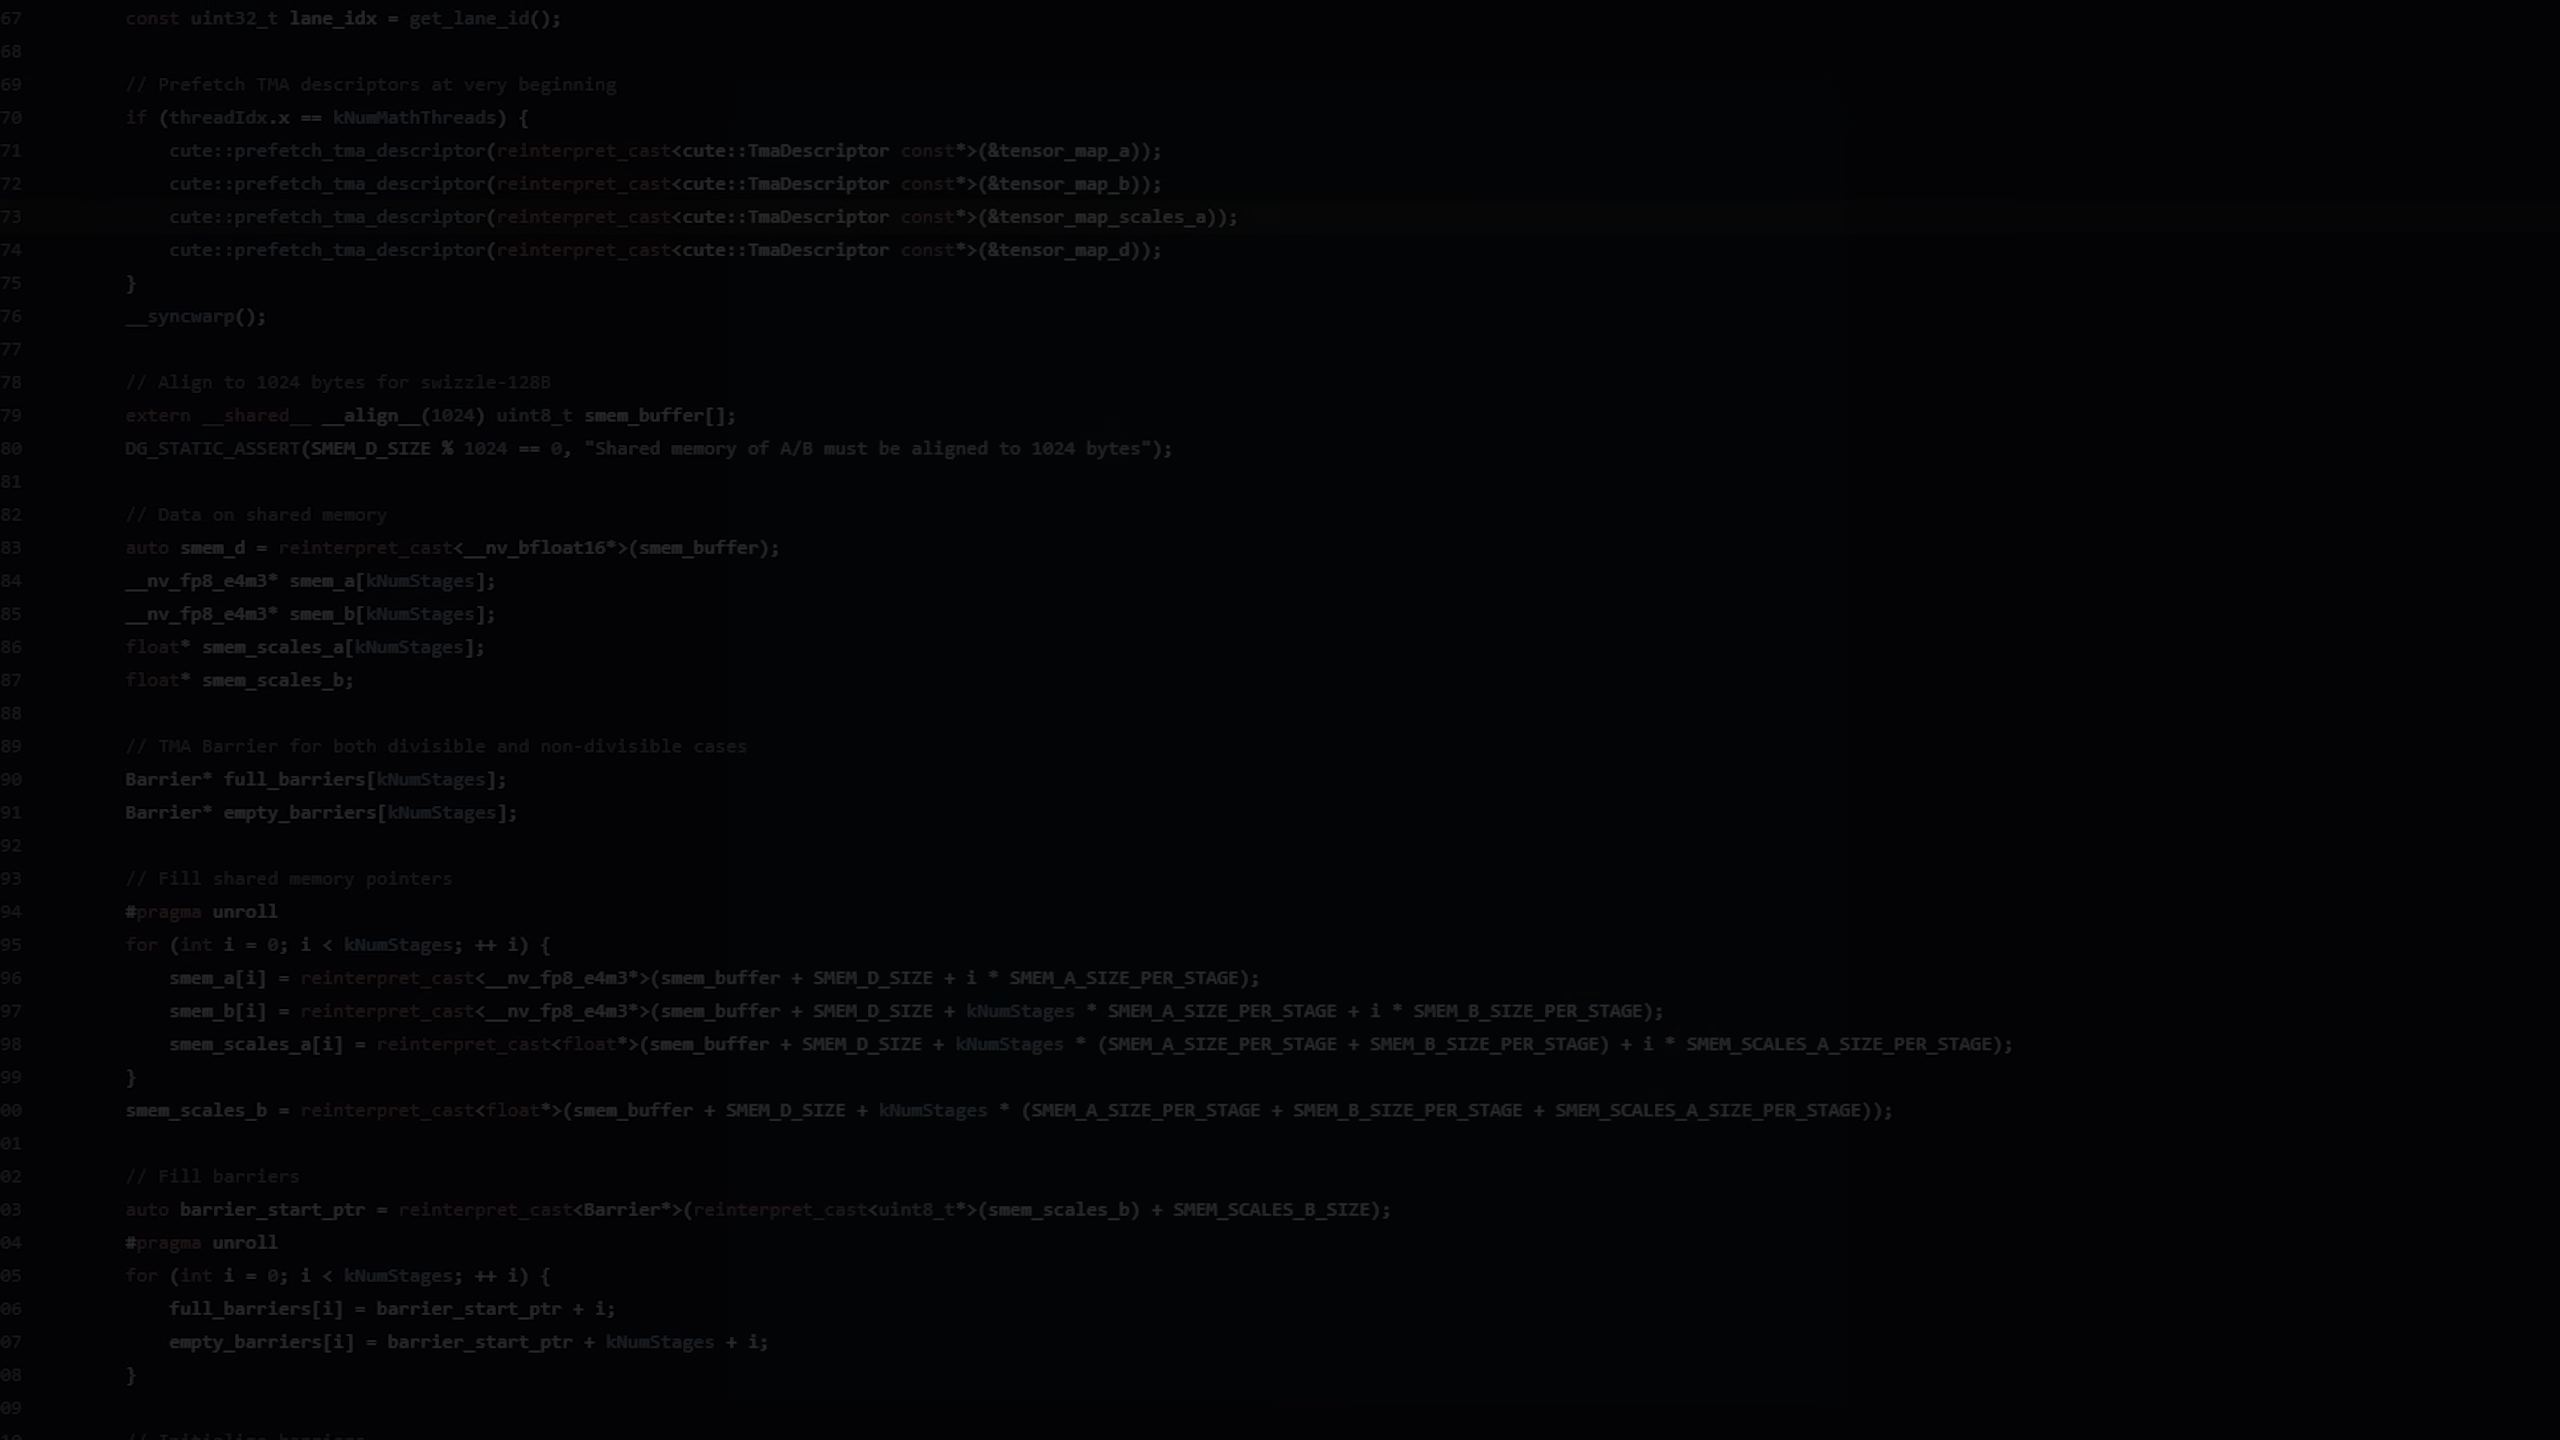 67 const uint32_t lane_idx = get_lane_id();
68
69 // Prefetch TMA descriptors at very beginning
70 if (threadIdx.x == kNumMathThreads) {
71 cute::prefetch_tma_descriptor(reinterpret_cast<cute::TmaDescriptor const*>(&tensor_map_a));
72 cute::prefetch_tma_descriptor(reinterpret_cast<cute::TmaDescriptor const*>(&tensor_map_b));
73 cute::prefetch_tma_descriptor(reinterpret_cast<cute::TmaDescriptor const*>(&tensor_map_scales_a));
74 cute::prefetch_tma_descriptor(reinterpret_cast<cute::TmaDescriptor const*>(&tensor_map_d));
75 }
76 __syncwarp();
77
78 // Align to 1024 bytes for swizzle-128B
79 extern __shared__ __align__(1024) uint8_t smem_buffer[];
80 DG_STATIC_ASSERT(SMEM_D_SIZE % 1024 == 0, "Shared memory of A/B must be aligned to 1024 bytes");
81
82 // Data on shared memory
83 auto smem_d = reinterpret_cast<__nv_bfloat16*>(smem_buffer);
84 __nv_fp8_e4m3* smem_a[kNumStages];
85 __nv_fp8_e4m3* smem_b[kNumStages];
86 float* smem_scales_a[kNumStages];
87 float* smem_scales_b;
88
89 // TMA Barrier for both divisible and non-divisible cases
90 Barrier* full_barriers[kNumStages];
91 Barrier* empty_barriers[kNumStages];
92
93 // Fill shared memory pointers
94 #pragma unroll
95 for (int i = 0; i < kNumStages; ++ i) {
96 smem_a[i] = reinterpret_cast<__nv_fp8_e4m3*>(smem_buffer + SMEM_D_SIZE + i * SMEM_A_SIZE_PER_STAGE);
97 smem_b[i] = reinterpret_cast<__nv_fp8_e4m3*>(smem_buffer + SMEM_D_SIZE + kNumStages * SMEM_A_SIZE_PER_STAGE + i * SMEM_B_SIZE_PER_STAGE);
98 smem_scales_a[i] = reinterpret_cast<float*>(smem_buffer + SMEM_D_SIZE + kNumStages * (SMEM_A_SIZE_PER_STAGE + SMEM_B_SIZE_PER_STAGE) + i * SMEM_SCALES_A_SIZE_PER_STAGE);
99 }
00 smem_scales_b = reinterpret_cast<float*>(smem_buffer + SMEM_D_SIZE + kNumStages * (SMEM_A_SIZE_PER_STAGE + SMEM_B_SIZE_PER_STAGE + SMEM_SCALES_A_SIZE_PER_STAGE));
01
02 // Fill barriers
03 auto barrier_start_ptr = reinterpret_cast<Barrier*>(reinterpret_cast<uint8_t*>(smem_scales_b) + SMEM_SCALES_B_SIZE);
04 #pragma unroll
05 for (int i = 0; i < kNumStages; ++ i) {
06 full_barriers[i] = barrier_start_ptr + i;
07 empty_barriers[i] = barrier_start_ptr + kNumStages + i;
08 }
09
10 // Initialize barriers